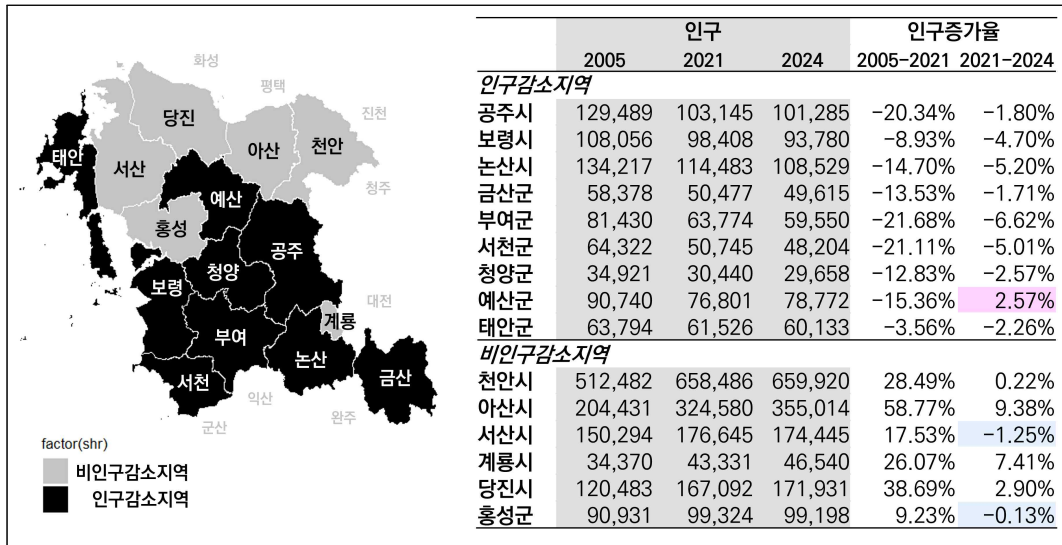 화성
평택
진천
당진
아산
천안
태안
서산
청주
예산
홍성
공주
청양
보령
대전
계룡
부여
논산
금산
서천
익산
완주
군산
factor(shr)
비인구감소지역
인구감소지역
인구 인구증가율
2005 2021 2024 2005-2021 2021-2024
인구감소지역
공주시 129,489 103,145 101,285 -20.34% -1.80%
보령시 108,056 98,408 93,780 -8.93% -4.70%
논산시 134,217 114,483 108,529 -14.70% -5.20%
금산군 58,378 50,477 49,615 -13.53% -1.71%
부여군 81,430 63,774 59,550 -21.68% -6.62%
서천군 64,322 50,745 48,204 -21.11% -5.01%
청양군 34,921 30,440 29,658 -12.83% -2.57%
예산군 90,740 76,801 78,772 -15.36% 2.57%
태안군 63,794 61,526 60,133 -3.56% -2.26%
비인구감소지역
천안시 512,482 658,486 659,920 28.49% 0.22%
아산시 204,431 324,580 355,014 58.77% 9.38%
서산시 150,294 176,645 174,445 17.53% -1.25%
계룡시 34,370 43,331 46,540 26.07% 7.41%
당진시 120,483 167,092 171,931 38.69% 2.90%
홍성군 90,931 99,324 99,198 9.23% -0.13%